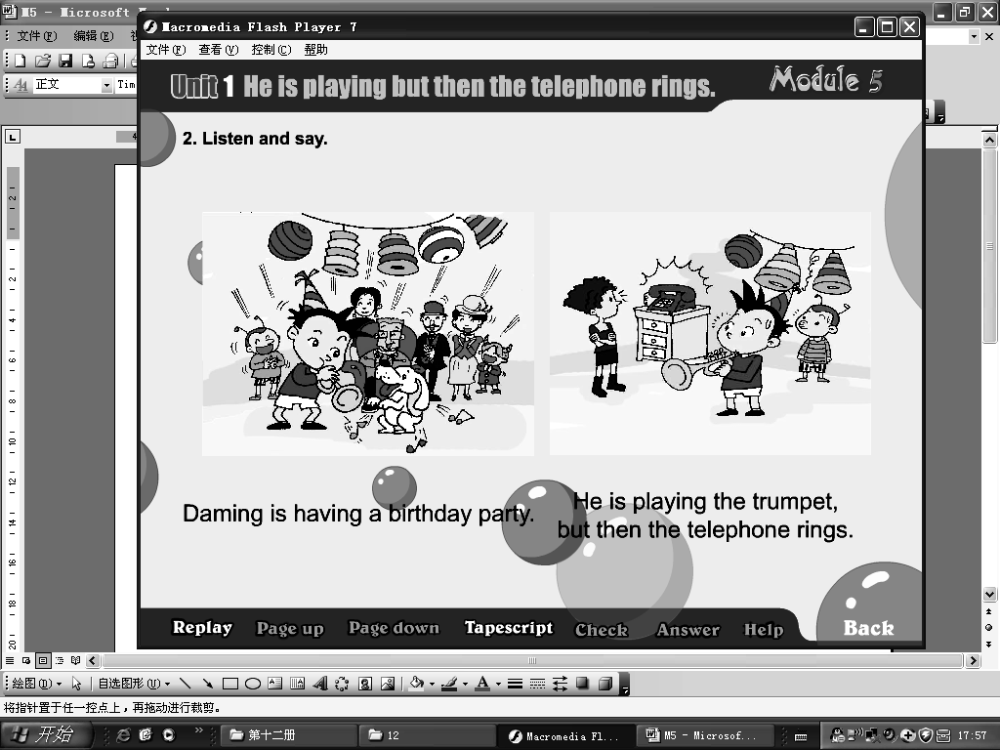 M5 - Microsoft
文件(F) 编辑(E)
正文 Tim
Macromedia Flash Player 7
文件(F) 查看(V) 控制(C) 帮助
Unit 1 He is playing but then the telephone rings. Module 5
2. Listen and say.
Daming is having a birthday party.
He is playing the trumpet,
but then the telephone rings.
Replay Page up Page down Tapescript Check Answer Help Back
绘图(D) 自选图形(U)
将指针置于任一控点上，再拖动进行裁剪。
开始 第十二册 12 Macromedia Fl... M5 - Microsof... 17:57